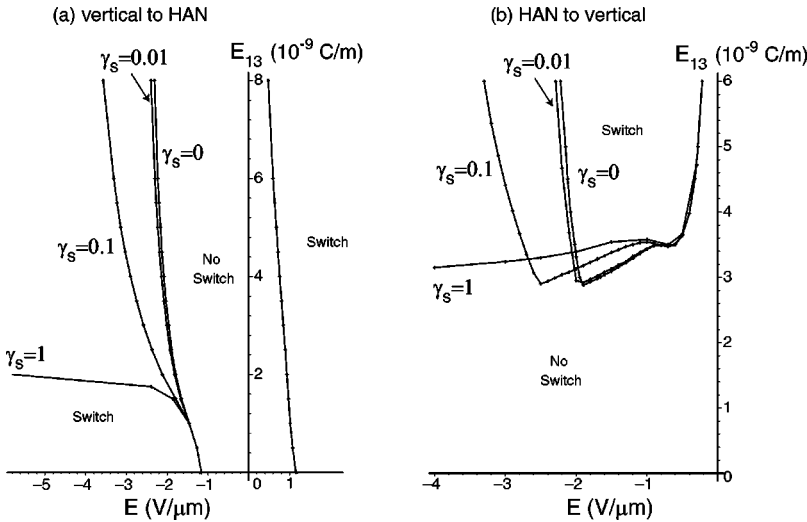 (a) vertical to HAN
E₁₃ (10⁻⁹ C/m)
γₛ=0.01
8
γₛ=0
6
γₛ=0.1
No
Switch
Switch
4
γₛ=1
2
Switch
−5 −4 −3 −2 −1 0 0 1
E (V/μm)
(b) HAN to vertical
E₁₃ (10⁻⁹ C/m)
γₛ=0.01
6
Switch
5
γₛ=0.1
γₛ=0
4
3
γₛ=1
2
No
Switch
1
0
−4 −3 −2 −1
E (V/μm)